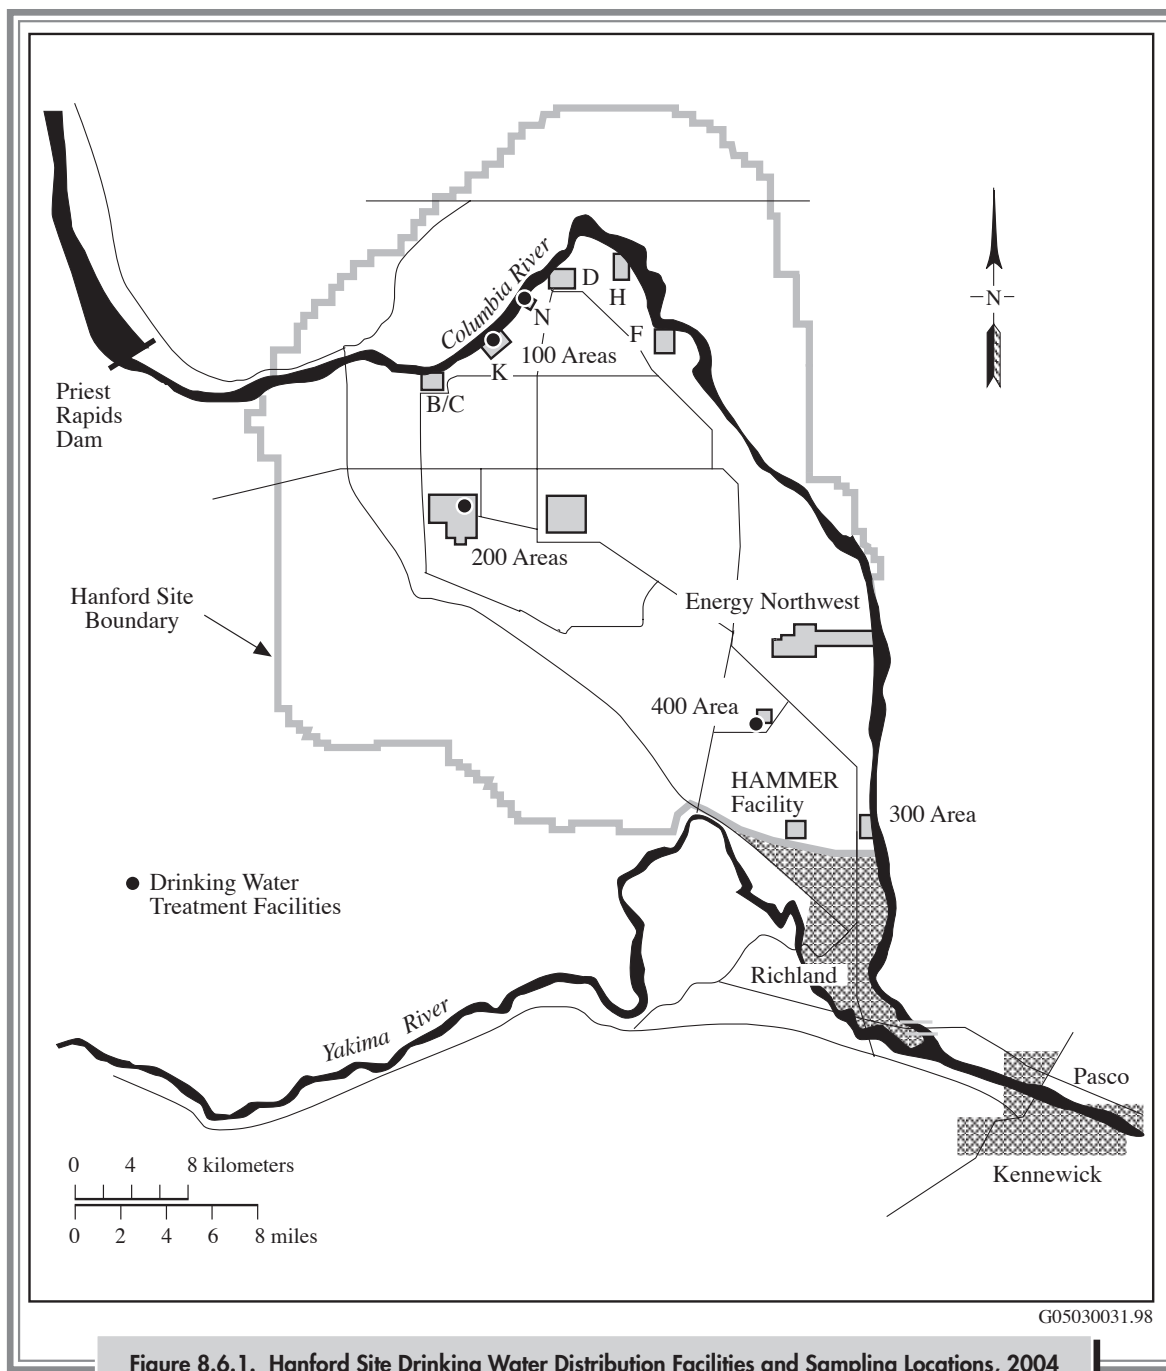 Columbia River
D
H
N
F
N
100 Areas
K
B/C
Priest
Rapids
Dam
200 Areas
Hanford Site
Boundary
Energy Northwest
400 Area
HAMMER
Facility
300 Area
Drinking Water
Treatment Facilities
Richland
Yakima River
Pasco
Kennewick
0 4 8 kilometers
0 2 4 6 8 miles
G05030031.98
Figure 8.6.1. Hanford Site Drinking Water Distribution Facilities and Sampling Locations, 2004